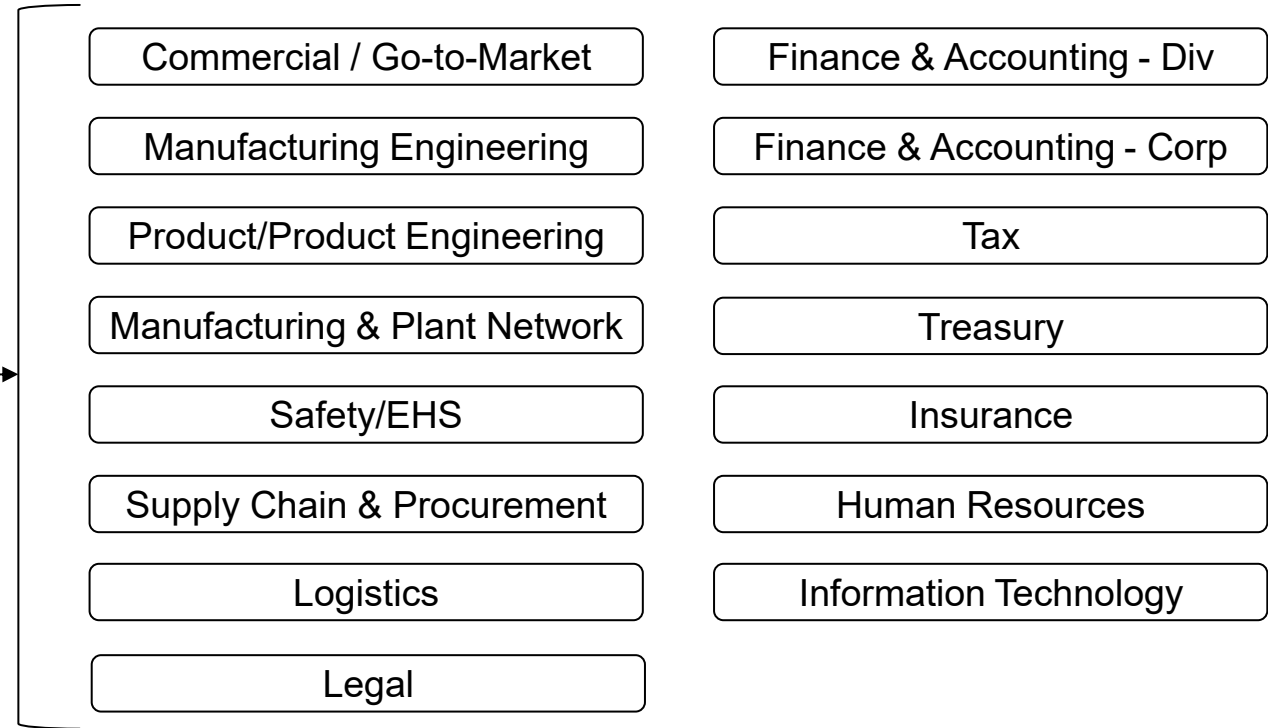 Commercial / Go-to-Market
Manufacturing Engineering
Product/Product Engineering
Manufacturing & Plant Network
Safety/EHS
Supply Chain & Procurement
Logistics
Legal
Finance & Accounting - Div
Finance & Accounting - Corp
Tax
Treasury
Insurance
Human Resources
Information Technology